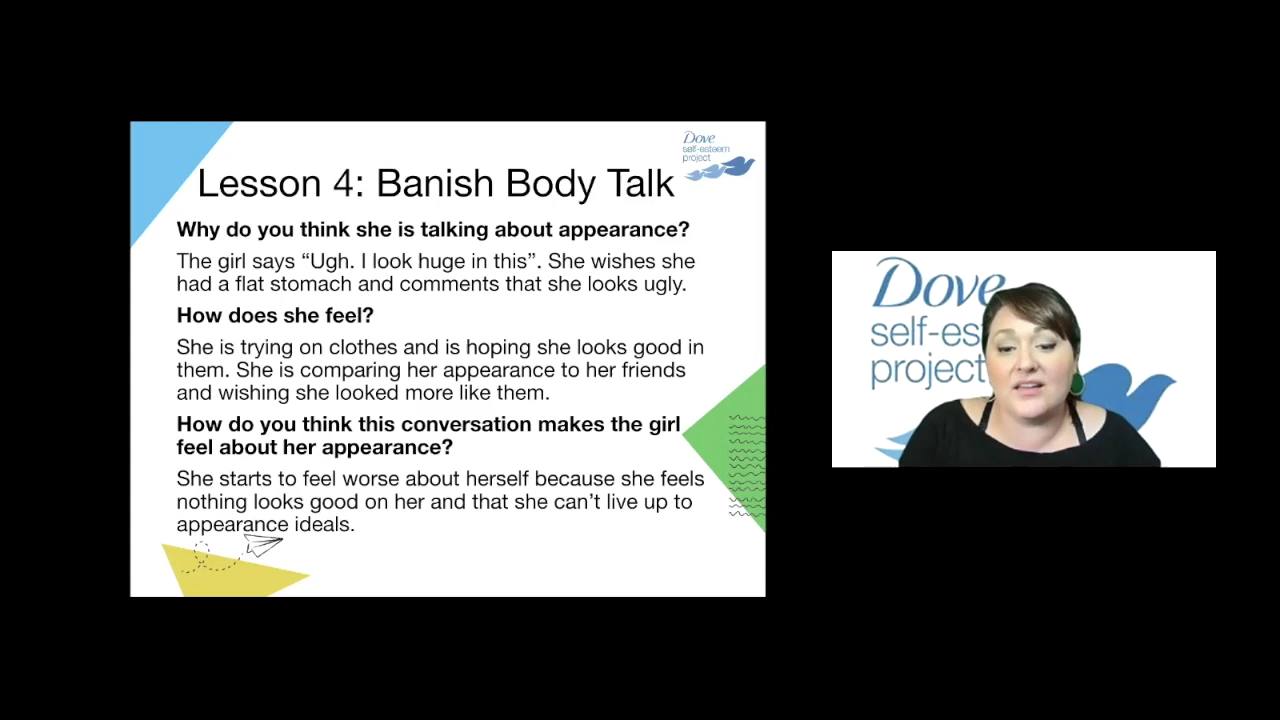 Dove
self-esteem
project
Lesson 4: Banish Body Talk
Why do you think she is talking about appearance?
The girl says “Ugh. I look huge in this”. She wishes she
had a flat stomach and comments that she looks ugly.
How does she feel?
She is trying on clothes and is hoping she looks good in
them. She is comparing her appearance to her friends
and wishing she looked more like them.
How do you think this conversation makes the girl
feel about her appearance?
She starts to feel worse about herself because she feels
nothing looks good on her and that she can’t live up to
appearance ideals.
Dove
self-es
project